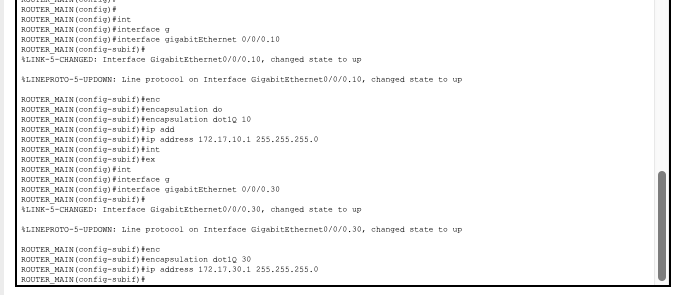 ROUTER_MAIN(config)#
ROUTER_MAIN(config)#
ROUTER_MAIN(config)#int
ROUTER_MAIN(config)#interface g
ROUTER_MAIN(config)#interface gigabitEthernet 0/0/0.10
ROUTER_MAIN(config-subif)#
%LINK-5-CHANGED: Interface GigabitEthernet0/0/0.10, changed state to up
%LINEPROTO-5-UPDOWN: Line protocol on Interface GigabitEthernet0/0/0.10, changed state to up
ROUTER_MAIN(config-subif)#enc
ROUTER_MAIN(config-subif)#encapsulation do
ROUTER_MAIN(config-subif)#encapsulation dot1Q 10
ROUTER_MAIN(config-subif)#ip add
ROUTER_MAIN(config-subif)#ip address 172.17.10.1 255.255.255.0
ROUTER_MAIN(config-subif)#int
ROUTER_MAIN(config-subif)#ex
ROUTER_MAIN(config)#int
ROUTER_MAIN(config)#interface g
ROUTER_MAIN(config)#interface gigabitEthernet 0/0/0.30
ROUTER_MAIN(config-subif)#
%LINK-5-CHANGED: Interface GigabitEthernet0/0/0.30, changed state to up
%LINEPROTO-5-UPDOWN: Line protocol on Interface GigabitEthernet0/0/0.30, changed state to up
ROUTER_MAIN(config-subif)#enc
ROUTER_MAIN(config-subif)#encapsulation dot1Q 30
ROUTER_MAIN(config-subif)#ip address 172.17.30.1 255.255.255.0
ROUTER_MAIN(config-subif)#